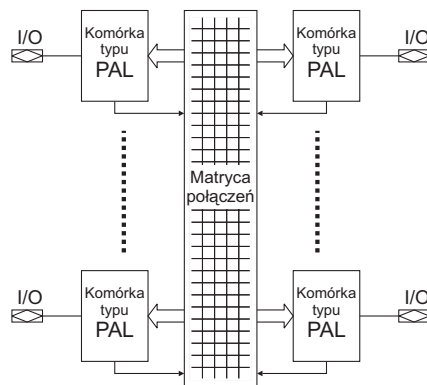 I/O
Komórka
typu
PAL
Komórka
typu
PAL
I/O
Matryca
połączeń
I/O
Komórka
typu
PAL
Komórka
typu
PAL
I/O